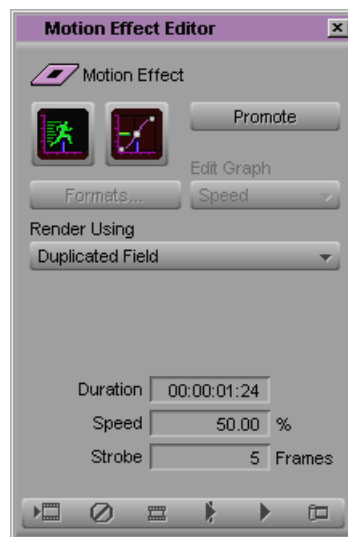 Motion Effect Editor
Motion Effect
Promote
Edit Graph
Formats...
Speed
Render Using
Duplicated Field
Duration 00:00:01:24
Speed 50.00 %
Strobe 5 Frames